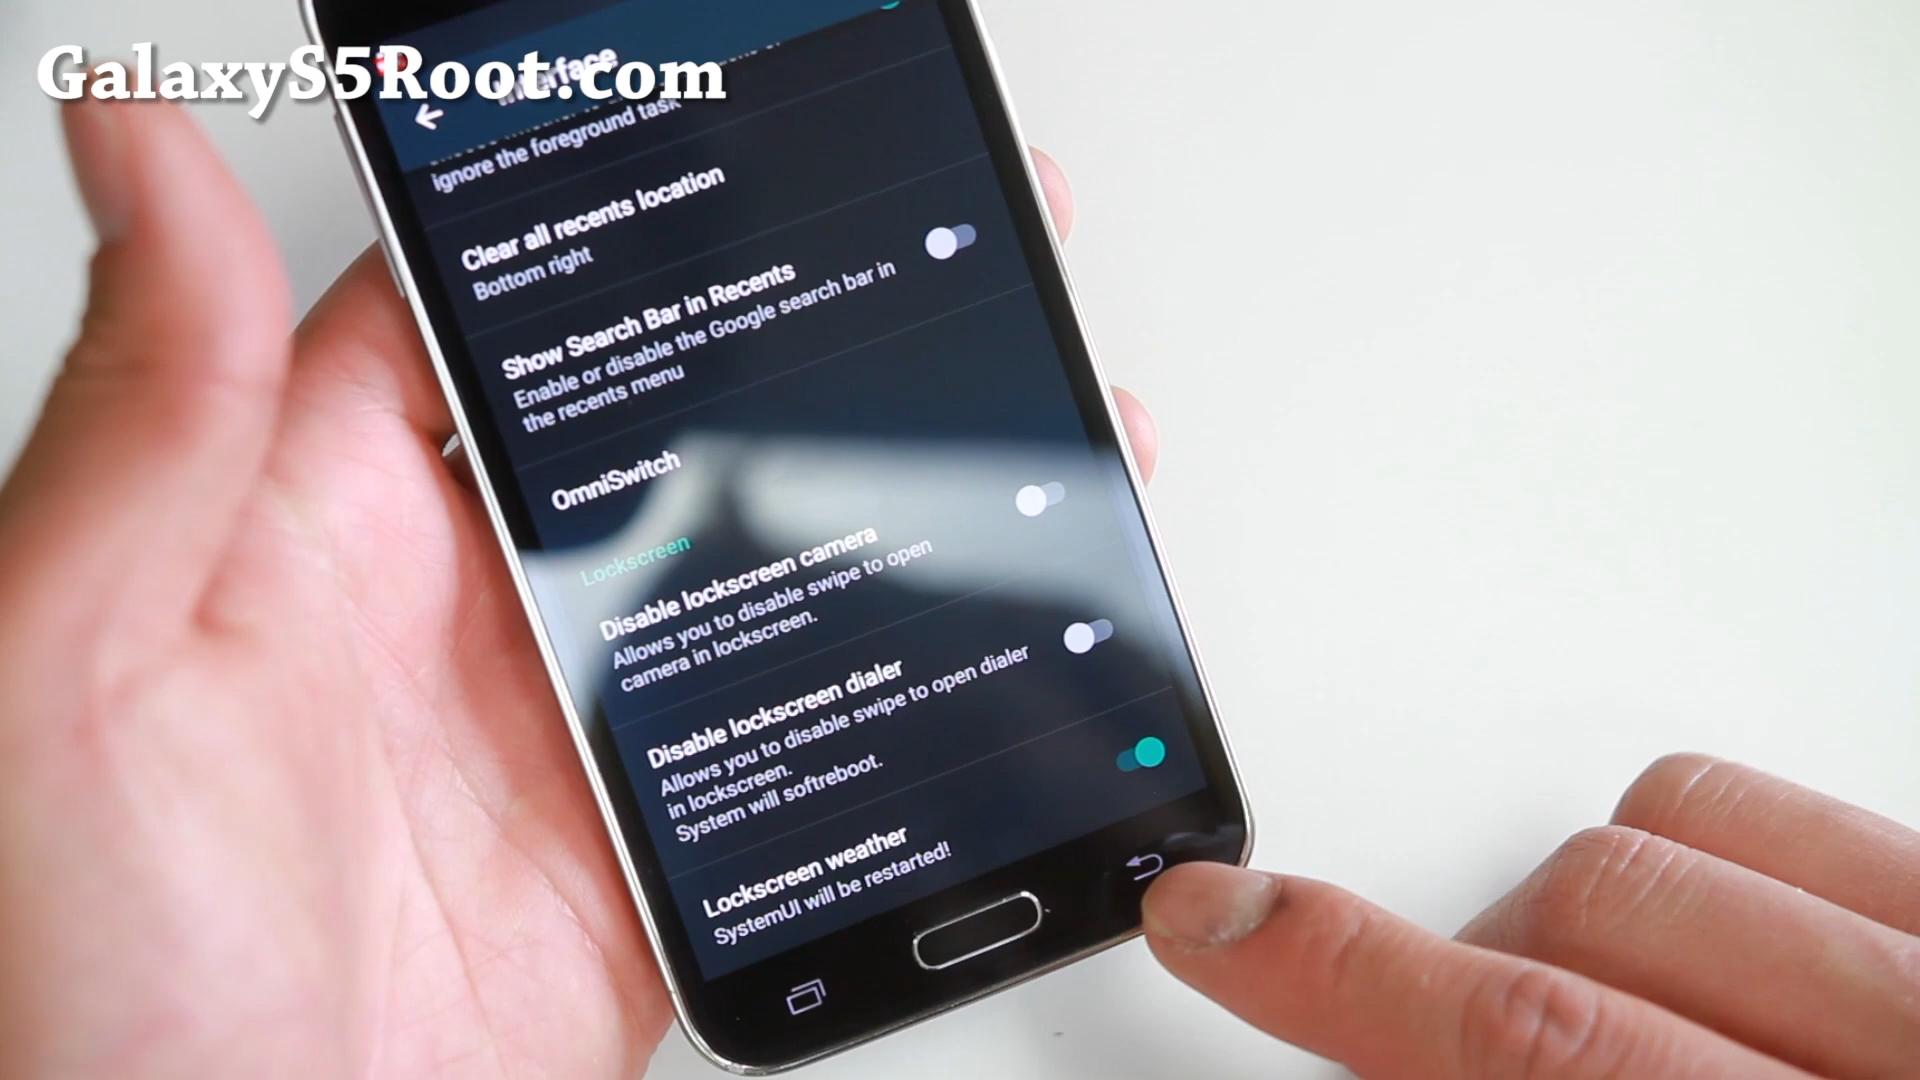 GalaxyS5Root.com
Interface
ignore the foreground task
Clear all recents location
Bottom right
Show Search Bar in Recents
Enable or disable the Google search bar in
the recents menu
OmniSwitch
Lockscreen
Disable lockscreen camera
Allows you to disable swipe to open
camera in lockscreen.
Disable lockscreen dialer
Allows you to disable swipe to open dialer
in lockscreen.
System will softreboot.
Lockscreen weather
SystemUI will be restarted!